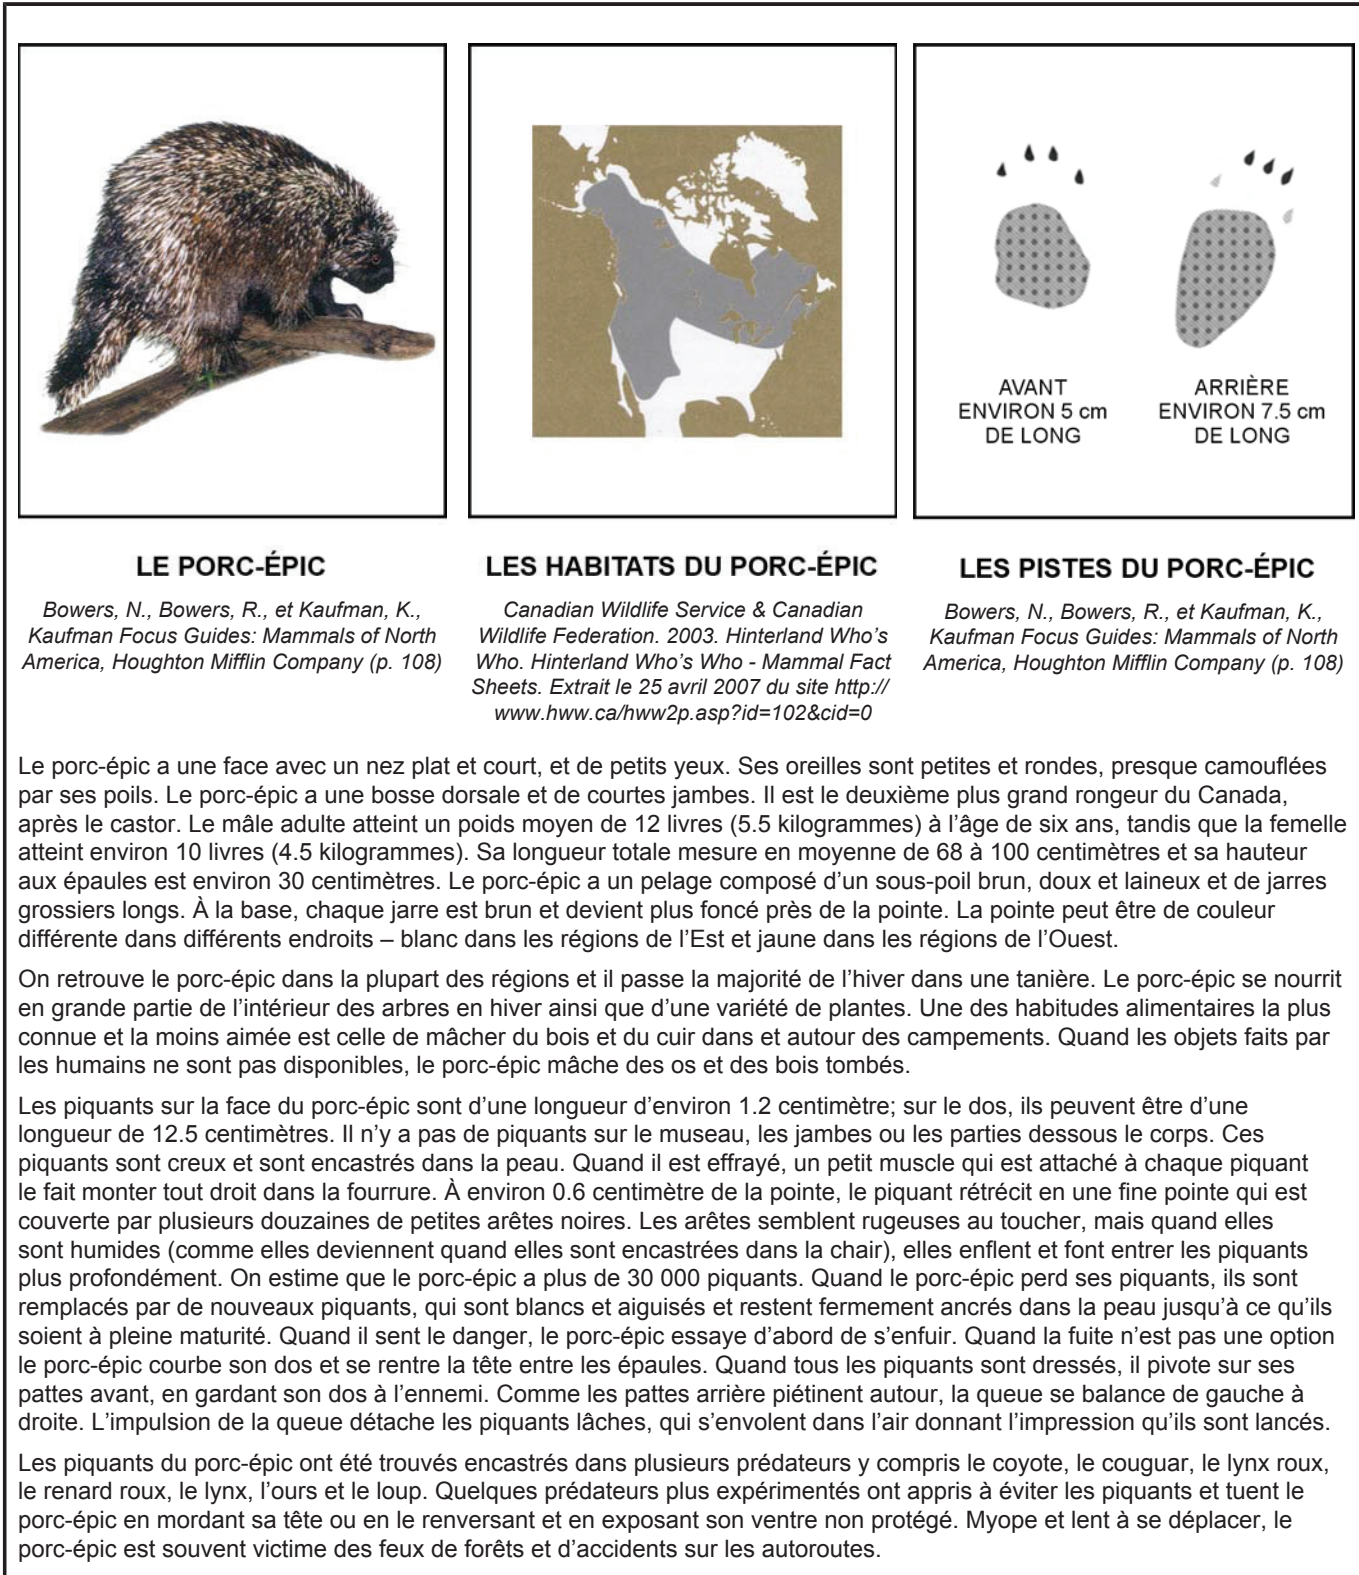 AVANT
ENVIRON 5 cm
DE LONG
ARRIÈRE
ENVIRON 7.5 cm
DE LONG
LE PORC-ÉPIC
Bowers, N., Bowers, R., et Kaufman, K.,
Kaufman Focus Guides: Mammals of North
America, Houghton Mifflin Company (p. 108)
LES HABITATS DU PORC-ÉPIC
Canadian Wildlife Service & Canadian
Wildlife Federation. 2003. Hinterland Who's
Who. Hinterland Who's Who - Mammal Fact
Sheets. Extrait le 25 avril 2007 du site http://
www.hww.ca/hww2p.asp?id=102&cid=0
LES PISTES DU PORC-ÉPIC
Bowers, N., Bowers, R., et Kaufman, K.,
Kaufman Focus Guides: Mammals of North
America, Houghton Mifflin Company (p. 108)
Le porc-épic a une face avec un nez plat et court, et de petits yeux. Ses oreilles sont petites et rondes, presque camouflées
par ses poils. Le porc-épic a une bosse dorsale et de courtes jambes. Il est le deuxième plus grand rongeur du Canada,
après le castor. Le mâle adulte atteint un poids moyen de 12 livres (5.5 kilogrammes) à l'âge de six ans, tandis que la femelle
atteint environ 10 livres (4.5 kilogrammes). Sa longueur totale mesure en moyenne de 68 à 100 centimètres et sa hauteur
aux épaules est environ 30 centimètres. Le porc-épic a un pelage composé d'un sous-poil brun, doux et laineux et de jarres
grossiers longs. À la base, chaque jarre est brun et devient plus foncé près de la pointe. La pointe peut être de couleur
différente dans différents endroits – blanc dans les régions de l'Est et jaune dans les régions de l'Ouest.
On retrouve le porc-épic dans la plupart des régions et il passe la majorité de l'hiver dans une tanière. Le porc-épic se nourrit
en grande partie de l'intérieur des arbres en hiver ainsi que d'une variété de plantes. Une des habitudes alimentaires la plus
connue et la moins aimée est celle de mâcher du bois et du cuir dans et autour des campements. Quand les objets faits par
les humains ne sont pas disponibles, le porc-épic mâche des os et des bois tombés.
Les piquants sur la face du porc-épic sont d'une longueur d'environ 1.2 centimètre; sur le dos, ils peuvent être d'une
longueur de 12.5 centimètres. Il n'y a pas de piquants sur le museau, les jambes ou les parties dessous le corps. Ces
piquants sont creux et sont encastrés dans la peau. Quand il est effrayé, un petit muscle qui est attaché à chaque piquant
le fait monter tout droit dans la fourrure. À environ 0.6 centimètre de la pointe, le piquant rétrécit en une fine pointe qui est
couverte par plusieurs douzaines de petites arêtes noires. Les arêtes semblent rugeuses au toucher, mais quand elles
sont humides (comme elles deviennent quand elles sont encastrées dans la chair), elles enflent et font entrer les piquants
plus profondément. On estime que le porc-épic a plus de 30 000 piquants. Quand le porc-épic perd ses piquants, ils sont
remplacés par de nouveaux piquants, qui sont blancs et aiguisés et restent fermement ancrés dans la peau jusqu'à ce qu'ils
soient à pleine maturité. Quand il sent le danger, le porc-épic essaye d'abord de s'enfuir. Quand la fuite n'est pas une option
le porc-épic courbe son dos et se rentre la tête entre les épaules. Quand tous les piquants sont dressés, il pivote sur ses
pattes avant, en gardant son dos à l'ennemi. Comme les pattes arrière piétinent autour, la queue se balance de gauche à
droite. L'impulsion de la queue détache les piquants lâches, qui s'envolent dans l'air donnant l'impression qu'ils sont lancés.
Les piquants du porc-épic ont été trouvés encastrés dans plusieurs prédateurs y compris le coyote, le couguar, le lynx roux,
le renard roux, le lynx, l'ours et le loup. Quelques prédateurs plus expérimentés ont appris à éviter les piquants et tuent le
porc-épic en mordant sa tête ou en le renversant et en exposant son ventre non protégé. Myope et lent à se déplacer, le
porc-épic est souvent victime des feux de forêts et d'accidents sur les autoroutes.